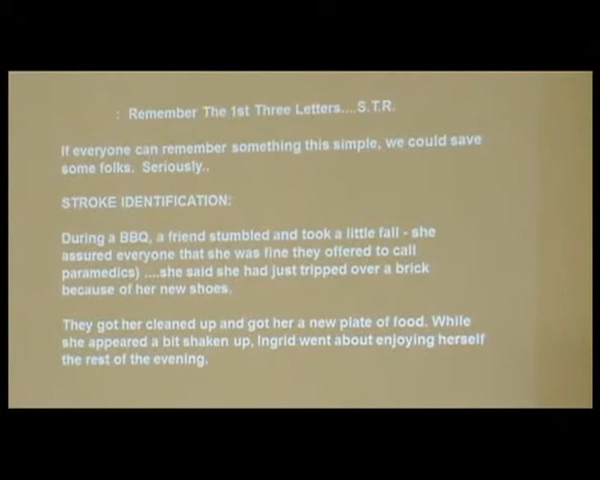 : Remember The 1st Three Letters....S.T.R.
If everyone can remember something this simple, we could save
some folks. Seriously..
STROKE IDENTIFICATION:
During a BBQ, a friend stumbled and took a little fall - she
assured everyone that she was fine they offered to call
paramedics) ....she said she had just tripped over a brick
because of her new shoes.
They got her cleaned up and got her a new plate of food. While
she appeared a bit shaken up, Ingrid went about enjoying herself
the rest of the evening.